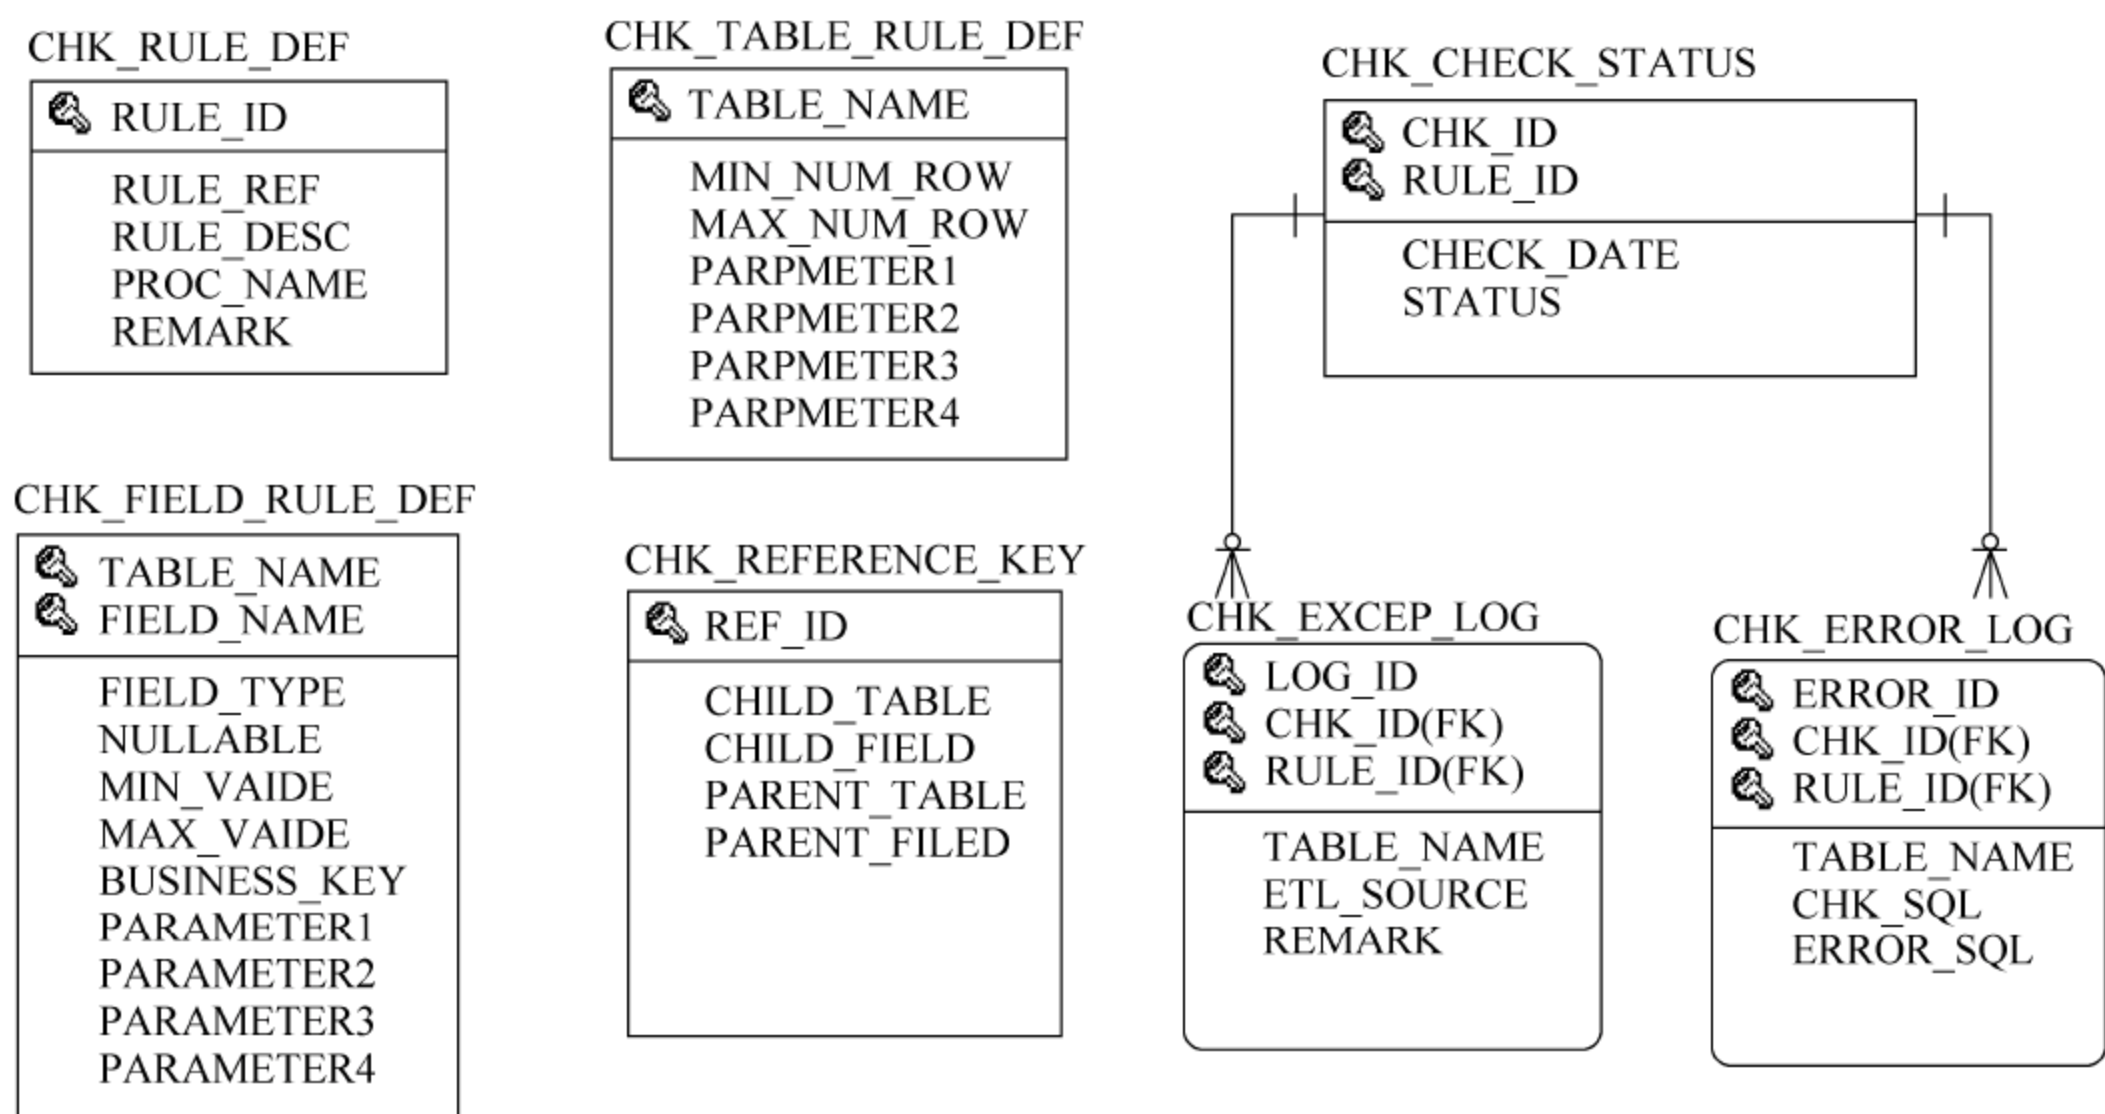 CHK_RULE_DEF
RULE_ID
RULE_REF
RULE_DESC
PROC_NAME
REMARK
CHK_TABLE_RULE_DEF
TABLE_NAME
MIN_NUM_ROW
MAX_NUM_ROW
PARPMETER1
PARPMETER2
PARPMETER3
PARPMETER4
CHK_CHECK_STATUS
CHK_ID
RULE_ID
CHECK_DATE
STATUS
CHK_FIELD_RULE_DEF
TABLE_NAME
FIELD_NAME
FIELD_TYPE
NULLABLE
MIN_VAIDE
MAX_VAIDE
BUSINESS_KEY
PARAMETER1
PARAMETER2
PARAMETER3
PARAMETER4
CHK_REFERENCE_KEY
REF_ID
CHILD_TABLE
CHILD_FIELD
PARENT_TABLE
PARENT_FILED
CHK_EXCEP_LOG
LOG_ID
CHK_ID(FK)
RULE_ID(FK)
TABLE_NAME
ETL_SOURCE
REMARK
CHK_ERROR_LOG
ERROR_ID
CHK_ID(FK)
RULE_ID(FK)
TABLE_NAME
CHK_SQL
ERROR_SQL